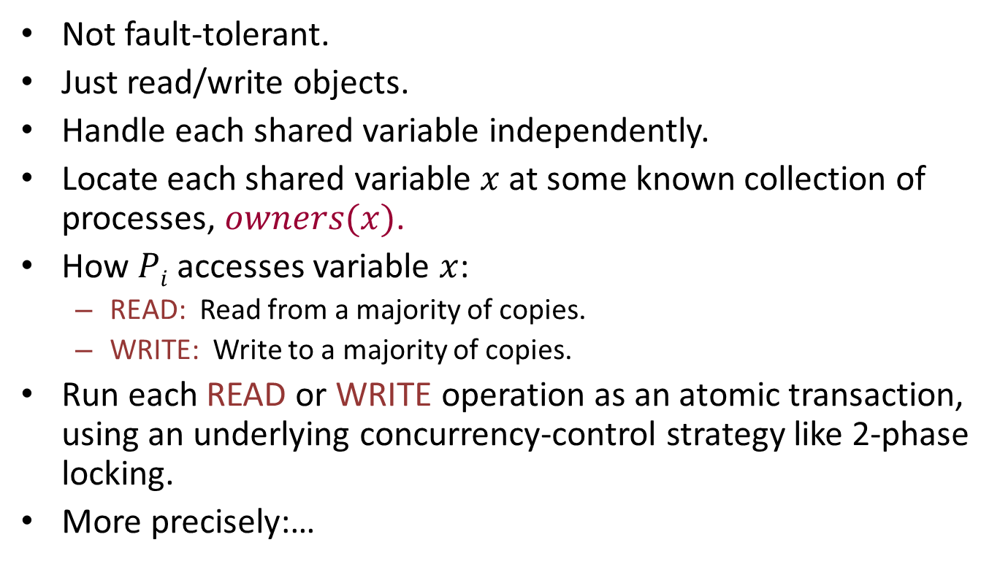 • Not fault-tolerant.
• Just read/write objects.
• Handle each shared variable independently.
• Locate each shared variable 𝑥 at some known collection of
processes, 𝑜𝑤𝑛𝑒𝑟𝑠(𝑥).
• How 𝑃𝑖 accesses variable 𝑥:
– READ: Read from a majority of copies.
– WRITE: Write to a majority of copies.
• Run each READ or WRITE operation as an atomic transaction,
using an underlying concurrency-control strategy like 2-phase
locking.
• More precisely:…